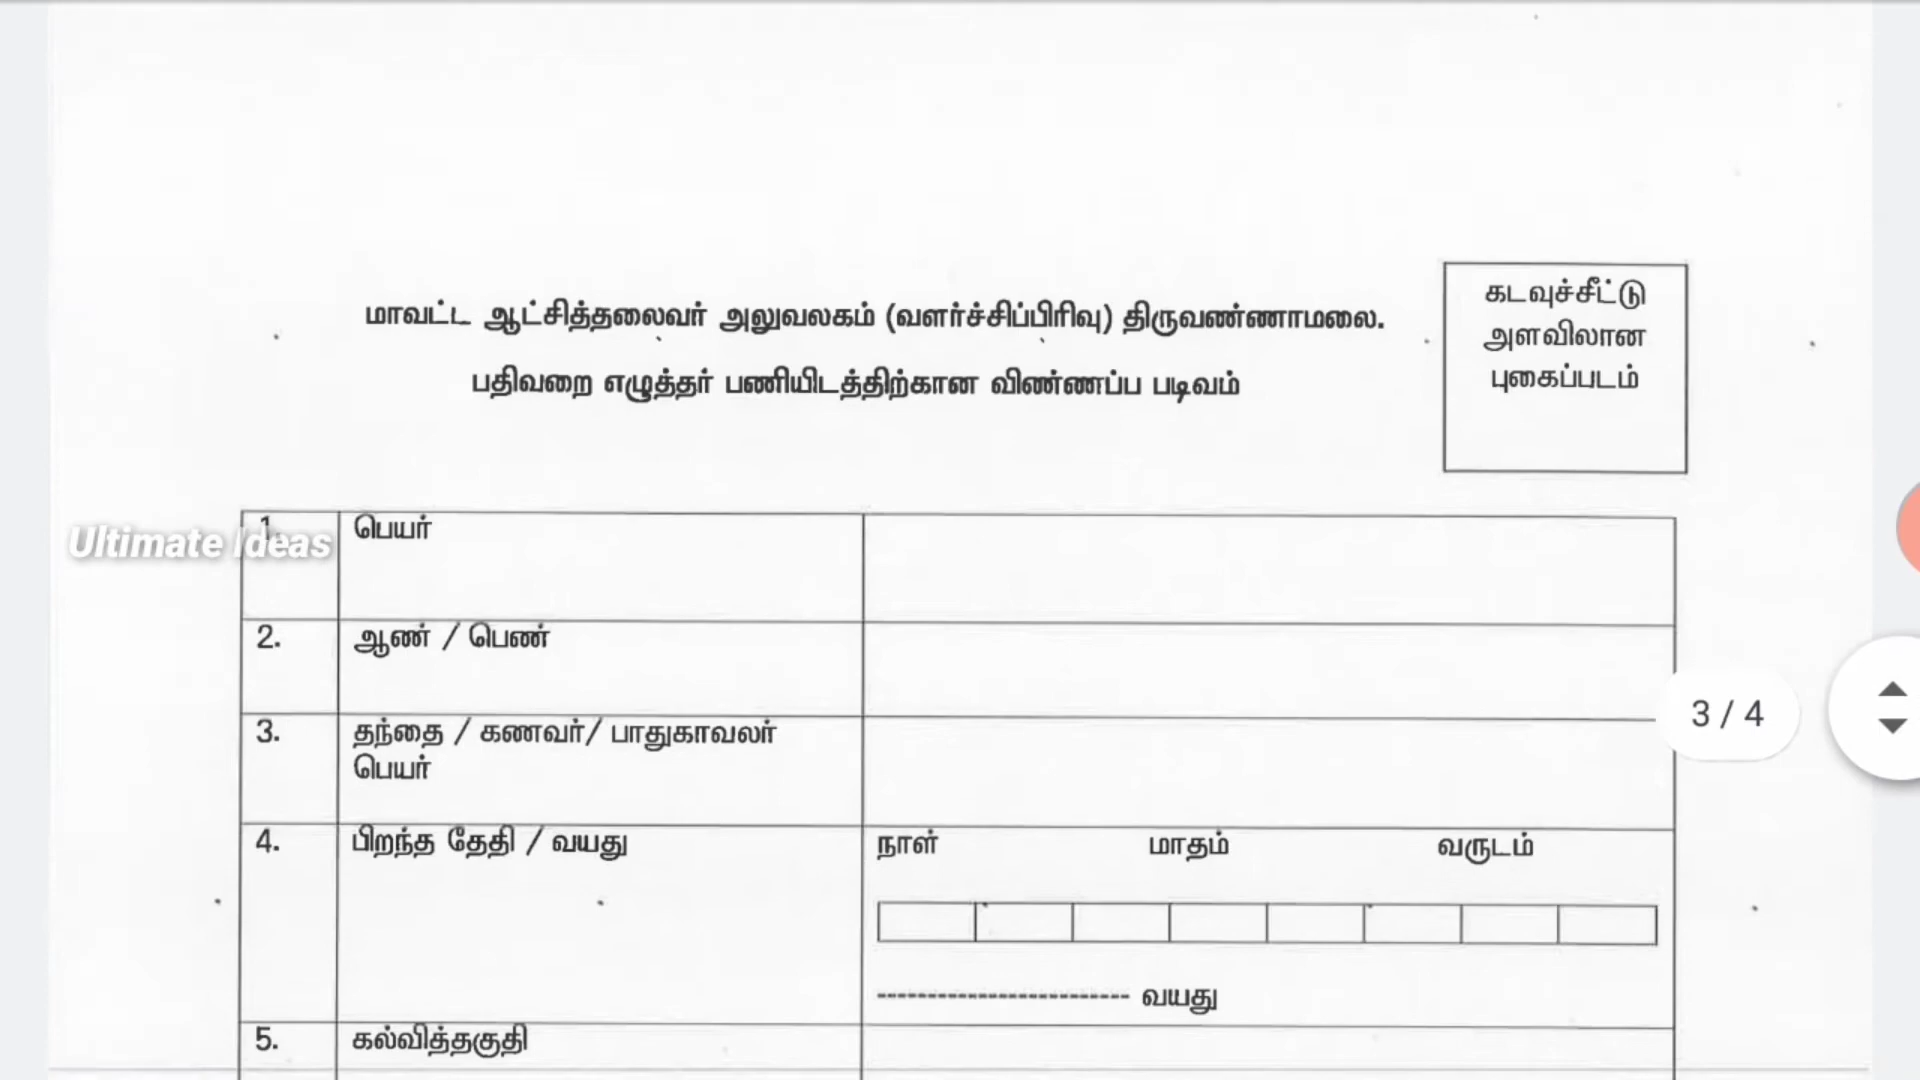 மாவட்ட ஆட்சித்தலைவர் அலுவலகம் (வளர்ச்சிப்பிரிவு) திருவண்ணாமலை.
பதிவறை எழுத்தர் பணியிடத்திற்கான விண்ணப்ப படிவம்
கடவுச்சீட்டு
அளவிலான
புகைப்படம்
1. பெயர்
Ultimate Ideas
2. ஆண் / பெண்
3. தந்தை / கணவர்/ பாதுகாவலர்
பெயர்
3 / 4
4. பிறந்த தேதி / வயது நாள் மாதம் வருடம்
------------------------- வயது
5. கல்வித்தகுதி